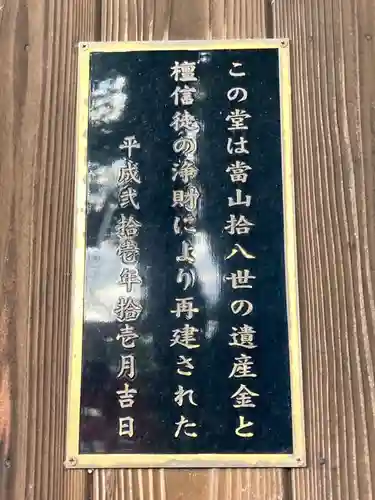 この堂は當山拾八世の遺産金と
檀信徒の浄財により再建された
平成弐拾壱年拾壱月吉日